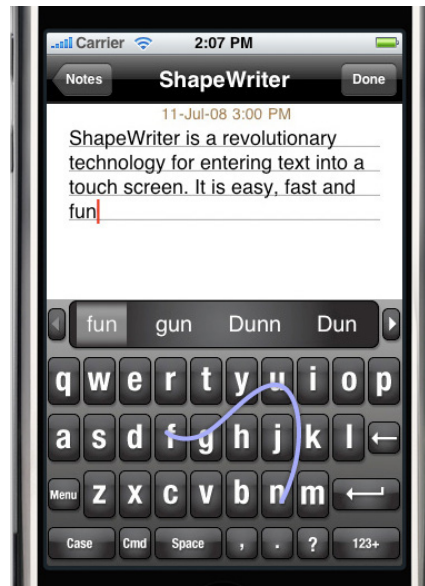 Carrier 2:07 PM
Notes ShapeWriter Done
11-Jul-08 3:00 PM
ShapeWriter is a revolutionary
technology for entering text into a
touch screen. It is easy, fast and
fun
fun gun Dunn Dun
q w e r t y u i o p
a s d f g h j k l
Menu z x c v b n m
Case Cmd Space , . ? 123+